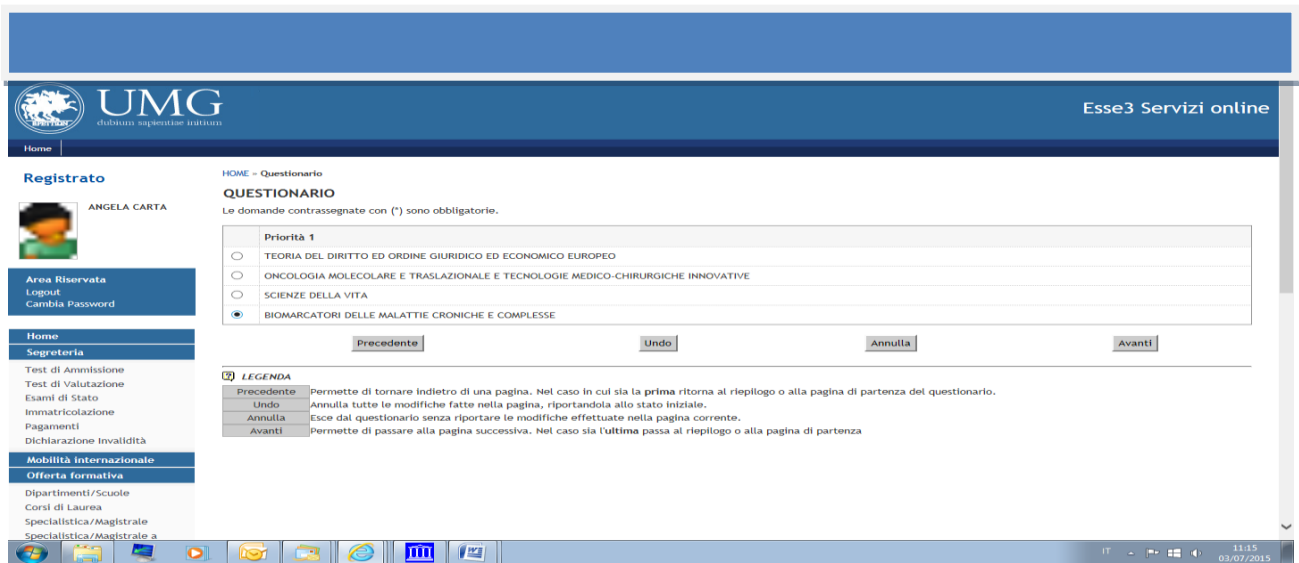 UMG
dubium sapientiae initium
Esse3 Servizi online
Home
Registrato
ANGELA CARTA
Area Riservata
Logout
Cambia Password
Home
Segreteria
Test di Ammissione
Test di Valutazione
Esami di Stato
Immatricolazione
Pagamenti
Dichiarazione Invalidità
Mobilità internazionale
Offerta formativa
Dipartimenti/Scuole
Corsi di Laurea
Specialistica/Magistrale
Specialistica/Magistrale a
HOME » Questionario
QUESTIONARIO
Le domande contrassegnate con (*) sono obbligatorie.
Priorità 1
TEORIA DEL DIRITTO ED ORDINE GIURIDICO ED ECONOMICO EUROPEO
ONCOLOGIA MOLECOLARE E TRASLAZIONALE E TECNOLOGIE MEDICO-CHIRURGICHE INNOVATIVE
SCIENZE DELLA VITA
BIOMARCATORI DELLE MALATTIE CRONICHE E COMPLESSE
Precedente Undo Annulla Avanti
LEGENDA
Precedente Permette di tornare indietro di una pagina. Nel caso in cui sia la prima ritorna al riepilogo o alla pagina di partenza del questionario.
Undo Annulla tutte le modifiche fatte nella pagina, riportandola allo stato iniziale.
Annulla Esce dal questionario senza riportare le modifiche effettuate nella pagina corrente.
Avanti Permette di passare alla pagina successiva. Nel caso sia l'ultima passa al riepilogo o alla pagina di partenza
IT
11:15
03/07/2015